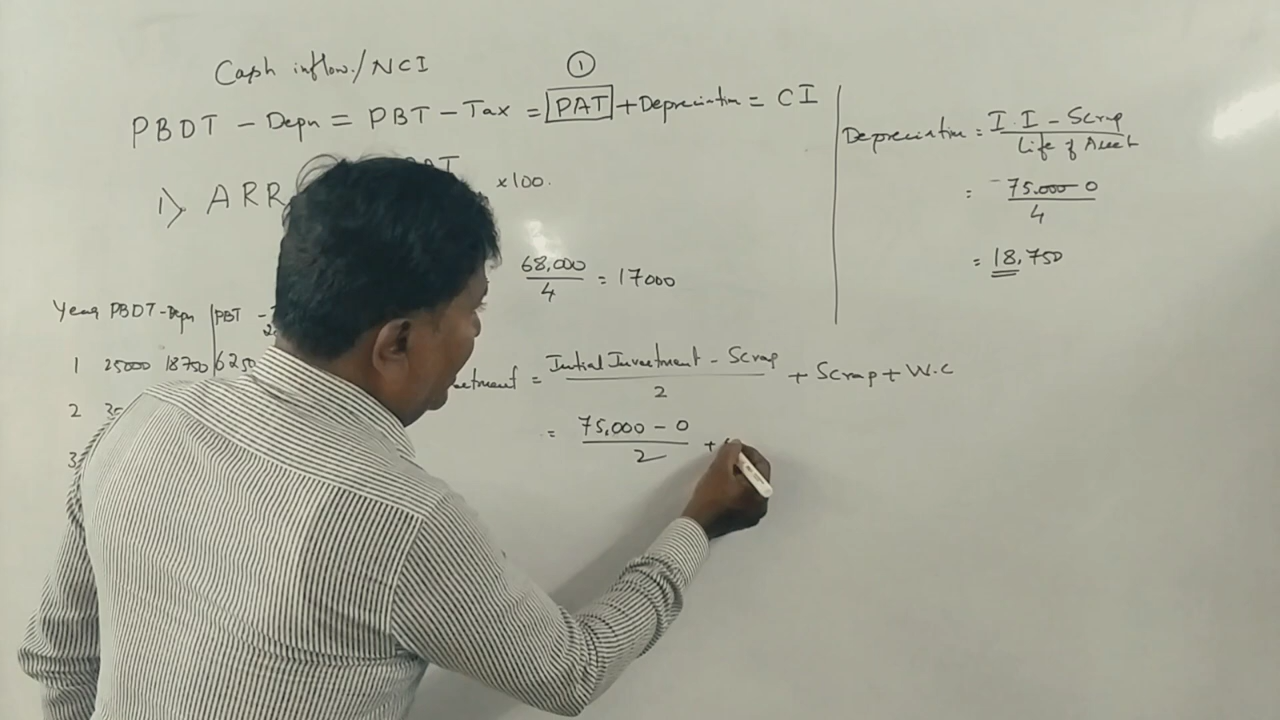 Cash inflow/NCI
①
PBDT - Depn = PBT - Tax = PAT + Depreciation = CI
1) ARR
×100.
68,000
4
= 17000
Year PBDT - Depn PBT -
1 25000 18750 6250
2
3
= Initial Investment - Scrap
2
+ Scrap + W.C
= 75,000 - 0
2
+
Depreciation = I.I - Scrap
Life of Asset
= 75.000 - 0
4
= 18,750